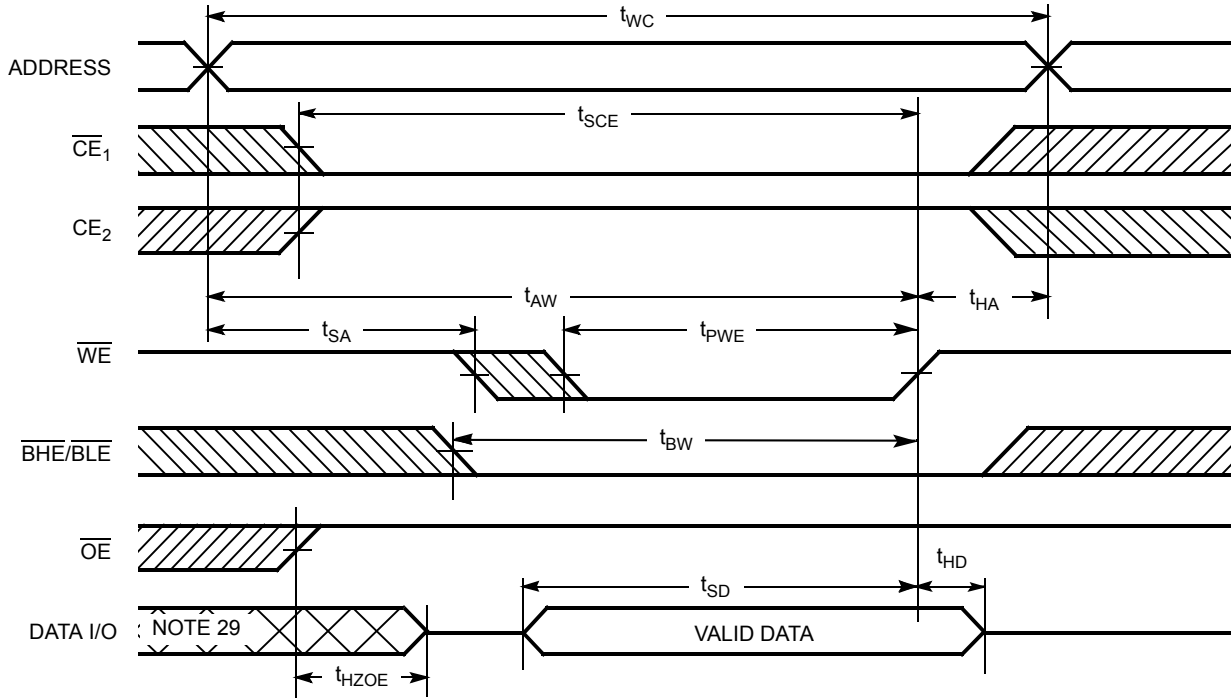 tWC
ADDRESS
tSCE
CE1
CE2
tAW
tHA
tSA
tPWE
WE
tBW
BHE/BLE
OE
tHD
tSD
DATA I/O
NOTE 29
VALID DATA
tHZOE